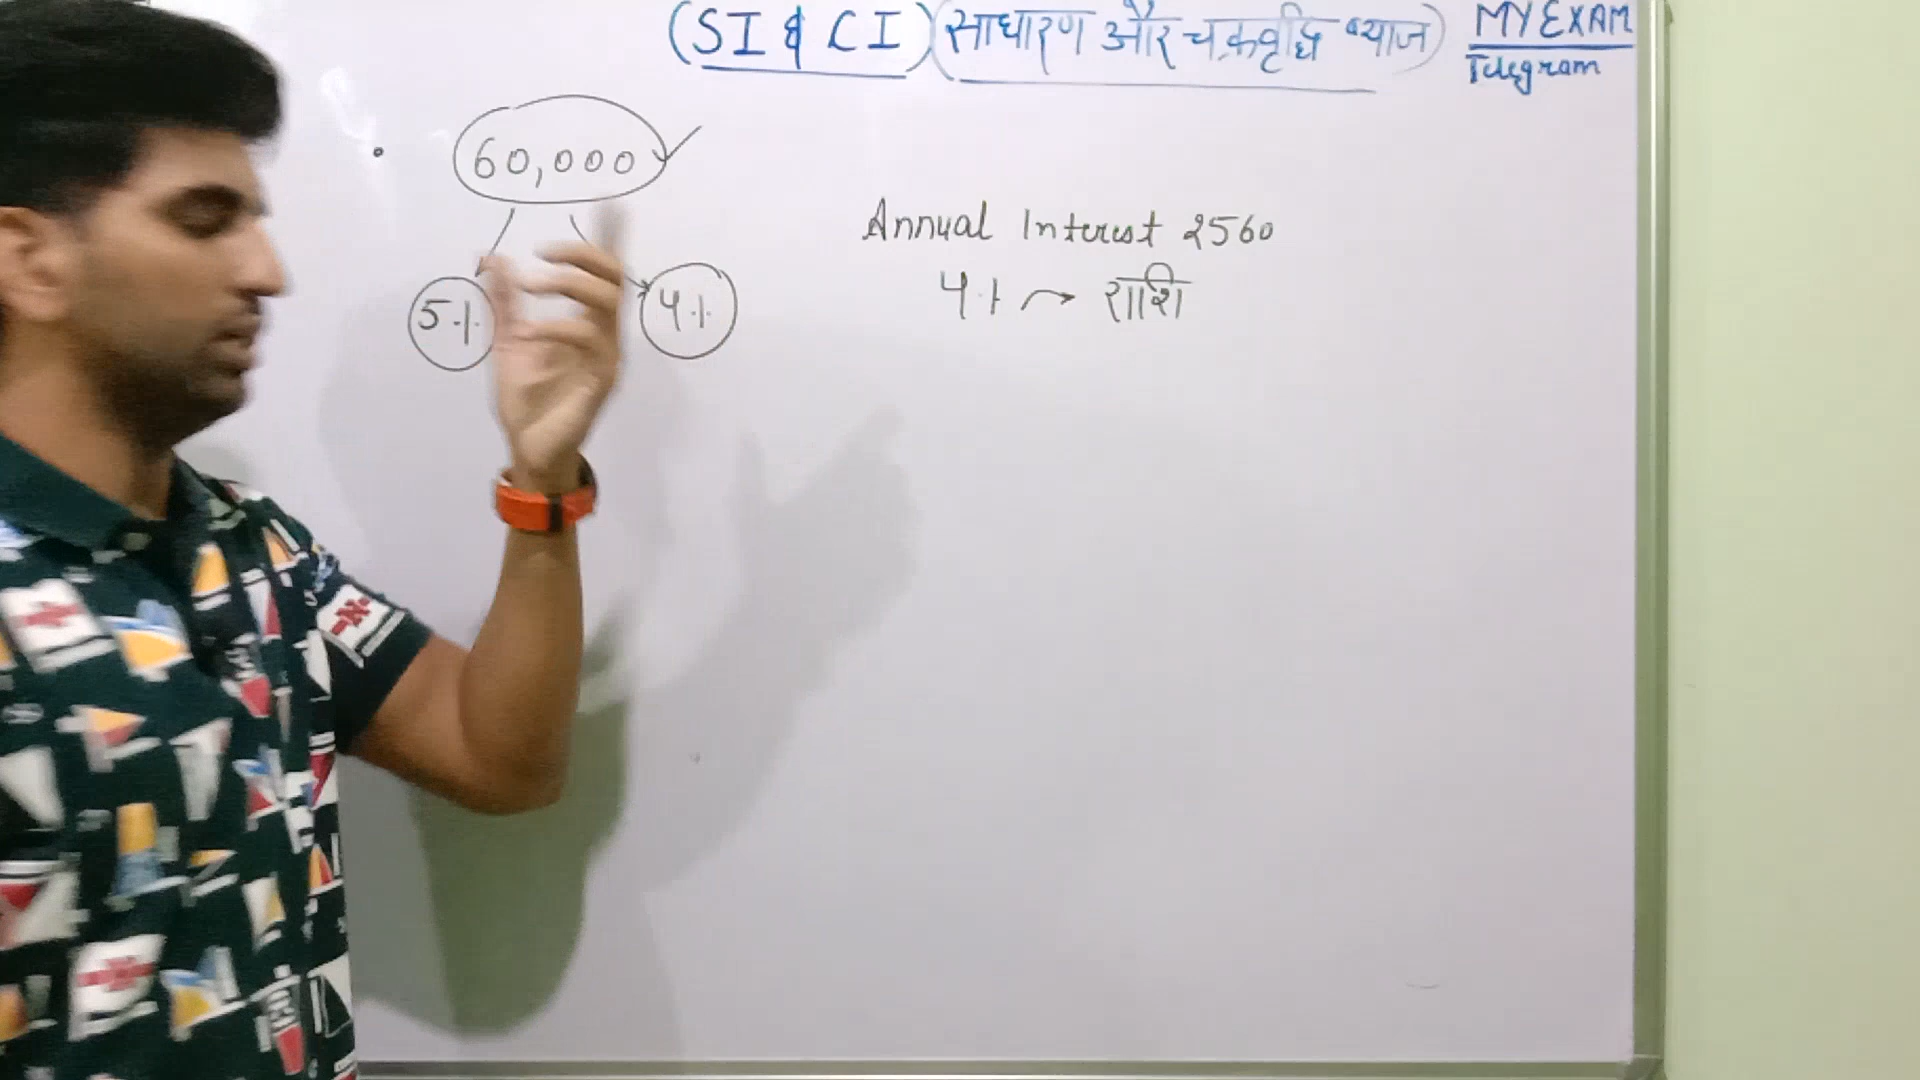 (SI & CI) (साधारण और चक्रवृद्धि ब्याज)
MY EXAM
Telegram
60,000
5% 4%
Annual Interest 2560
4% → राशि